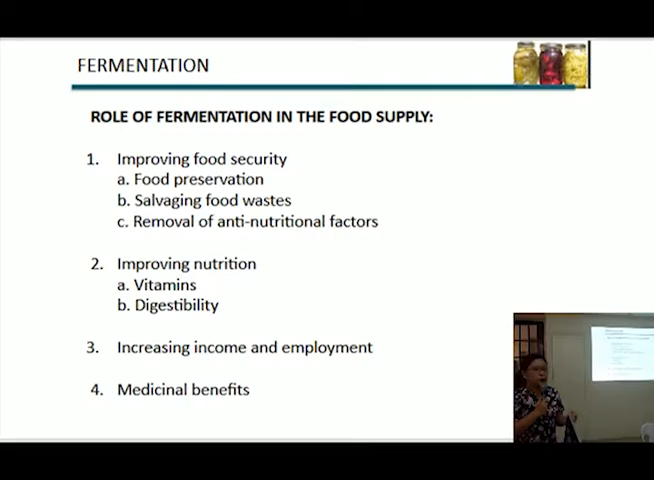 FERMENTATION
ROLE OF FERMENTATION IN THE FOOD SUPPLY:
1. Improving food security
a. Food preservation
b. Salvaging food wastes
c. Removal of anti-nutritional factors
2. Improving nutrition
a. Vitamins
b. Digestibility
3. Increasing income and employment
4. Medicinal benefits